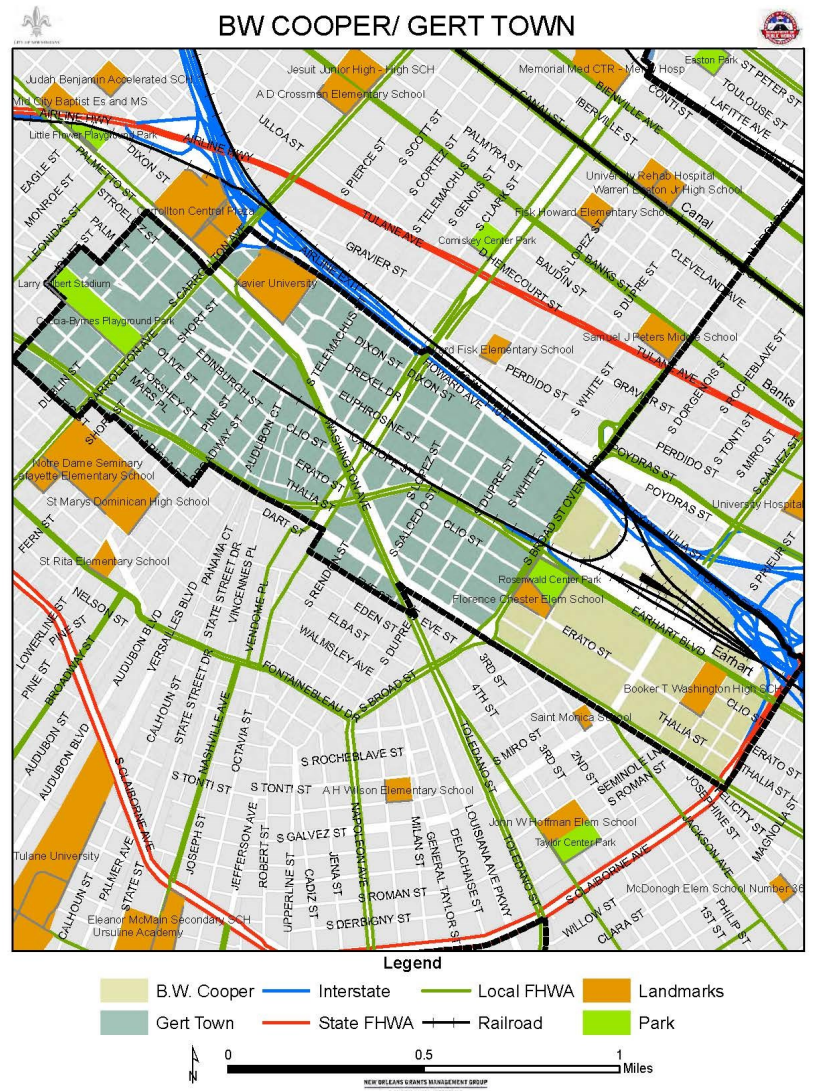 BW COOPER/ GERT TOWN
Judah Benjamin Accelerated SCH
Jesuit Junior High - High SCH
Memorial Med CTR - Mercy Hosp
Easton Park
ST PETER ST
TOULOUSE ST
LAFITTE AVE
CONTI ST
BIENVILLE AVE
IBERVILLE ST
CANAL ST
Mid City Baptist Es and MS
A D Crossman Elementary School
AIRLINE HWY
AIRLINE HWY
Little Flower Playground Park
ULLOA ST
S PIERCE ST
S SCOTT ST
S CORTEZ ST
PALMYRA ST
S TELEMACHUS ST
S GENOIS ST
S CLARK ST
EAGLE ST
MONROE ST
LEONIDAS ST
PALMETTO ST
DIXON ST
STROELITZ ST
PALM
University Rehab Hospital
Warren Easton Jr High School
Fisk Howard Elementary School
Canal
Carrollton Central Plaza
TULANE AVE
Comiskey Center Park
GRAVIER ST
AIRLINE EXIT
D HEMECOURT ST
BAUDIN ST
S LOPEZ ST
BANKS ST
S DUPRE ST
CLEVELAND AVE
S CARROLLTON AVE
Larry Gilbert Stadium
Xavier University
Coccia-Byrnes Playground Park
SHORT ST
S TELEMACHUS
DIXON ST
DREXEL DR
DIXON ST
HOWARD AVE
Samuel J Peters Middle School
TULANE AVE
S ROCHEBLAVE ST
Banks
PERDIDO ST
S WHITE ST
GRAVIER ST
S DORGENOIS ST
S TONTI ST
S MIRO ST
S GALVEZ ST
DUBLIN ST
OLIVE ST
FORSHEY ST
MARS PL
EDINBURGH ST
PINE ST
AUDUBON CT
CLIO ST
EUPHROSINE ST
WASHINGTON AVE
ERATO ST
THALIA ST
S SALCEDO ST
CLIO ST
S DUPRE ST
S WHITE ST
POYDRAS ST
PERDIDO ST
POYDRAS ST
University Hospital
JULIA ST
S PRIEUR ST
Notre Dame Seminary
Lafayette Elementary School
St Marys Dominican High School
FERN ST
St Rita Elementary School
DART ST
PANAMA CT
STATE STREET DR
VINCENNES PL
VENDOME PL
S RENDON ST
Rosenwald Center Park
Florence Chester Elem School
EARHART BLVD
Earhart
LOWERLINE ST
PINE ST
PINE ST
NELSON ST
BROADWAY ST
AUDUBON BLVD
VERSAILLES BLVD
EDEN ST
ELBA ST
WALMSLEY AVE
S DUPRE
EVE ST
ERATO ST
3RD ST
4TH ST
Booker T Washington High SCH
CLIO S
THALIA ST
FONTAINEBLEAU DR
S BROAD ST
AUDUBON ST
AUDUBON BLVD
CALHOUN ST
STATE STREET DR
NASHVILLE AVE
OCTAVIA ST
S ROCHEBLAVE ST
Saint Monica School
S MIRO ST
3RD ST
2ND ST
SEMINOLE LN
S ROMAN ST
ERATO ST
THALIA ST
S CLAIBORNE AVE
S TONTI ST
S TONTI ST
A H Wilson Elementary School
TOLEDANO ST
JOSEPHINE ST
FELICITY ST
MAGNOLIA ST
JACKSON AVE
Tulane University
JOSEPH ST
JEFFERSON AVE
ROBERT ST
S GALVEZ ST
NAPOLEON AVE
MILAN ST
GENERAL TAYLOR ST
DELACHAISE ST
LOUISIANA AVE PKWY
TOLEDANO ST
John W Hoffman Elem School
Taylor Center Park
S CLAIBORNE AVE
McDonogh Elem School Number 36
PALMER AVE
STATE ST
CALHOUN ST
UPPERLINE ST
CADIZ ST
JENA ST
S ROMAN ST
S DERBIGNY ST
Eleanor McMain Secondary SCH
Ursuline Academy
WILLOW ST
CLARA ST
PHILIP ST
1ST ST
Legend
B.W. Cooper Interstate Local FHWA Landmarks
Gert Town State FHWA Railroad Park
N
0 0.5 1
Miles
NEW ORLEANS GRANTS MANAGEMENT GROUP